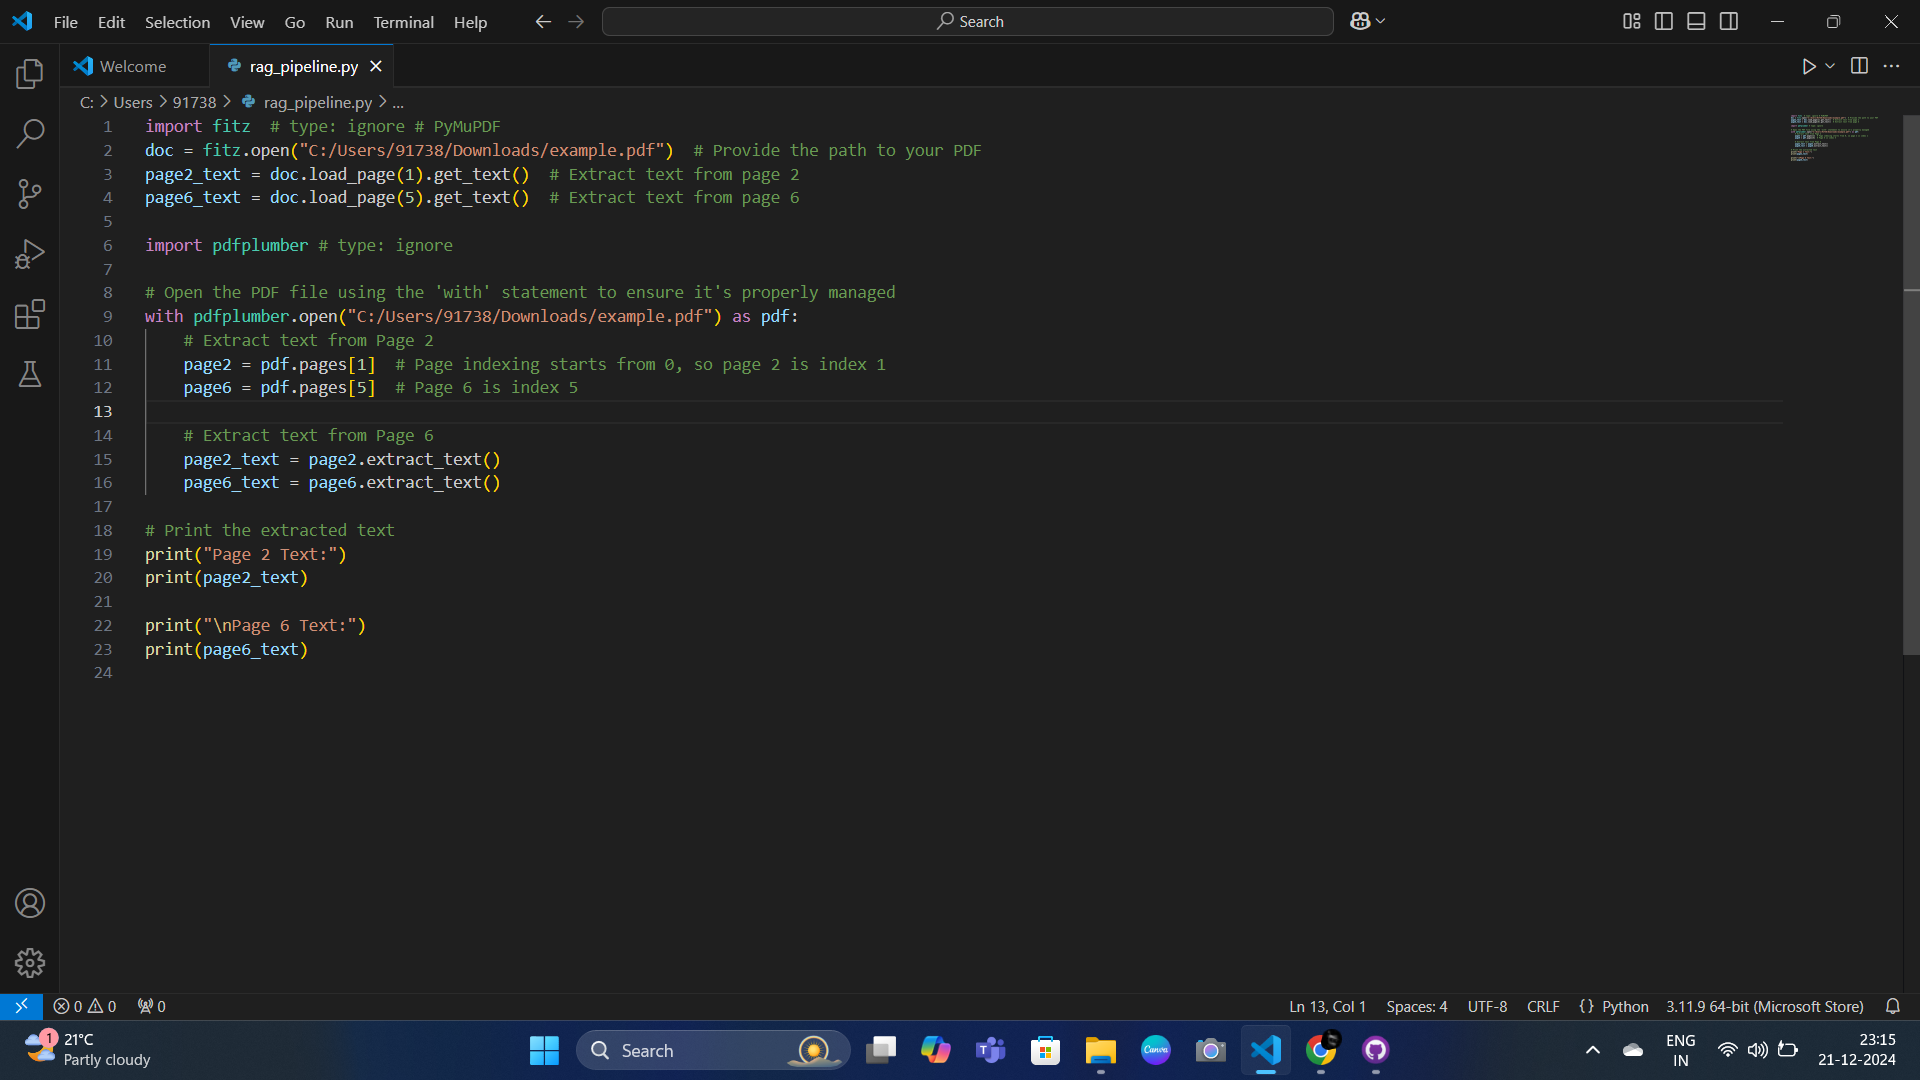 File Edit Selection View Go Run Terminal Help
Search
Welcome
rag_pipeline.py
C: > Users > 91738 > rag_pipeline.py > ...
1 import fitz  # type: ignore # PyMuPDF
2 doc = fitz.open("C:/Users/91738/Downloads/example.pdf")  # Provide the path to your PDF
3 page2_text = doc.load_page(1).get_text()  # Extract text from page 2
4 page6_text = doc.load_page(5).get_text()  # Extract text from page 6
5
6 import pdfplumber # type: ignore
7
8 # Open the PDF file using the 'with' statement to ensure it's properly managed
9 with pdfplumber.open("C:/Users/91738/Downloads/example.pdf") as pdf:
10     # Extract text from Page 2
11     page2 = pdf.pages[1]  # Page indexing starts from 0, so page 2 is index 1
12     page6 = pdf.pages[5]  # Page 6 is index 5
13
14     # Extract text from Page 6
15     page2_text = page2.extract_text()
16     page6_text = page6.extract_text()
17
18 # Print the extracted text
19 print("Page 2 Text:")
20 print(page2_text)
21
22 print("\nPage 6 Text:")
23 print(page6_text)
24
0 0 0
Ln 13, Col 1 Spaces: 4 UTF-8 CRLF {} Python 3.11.9 64-bit (Microsoft Store)
1
21°C
Partly cloudy
Search
Canva
ENG
IN
23:15
21-12-2024